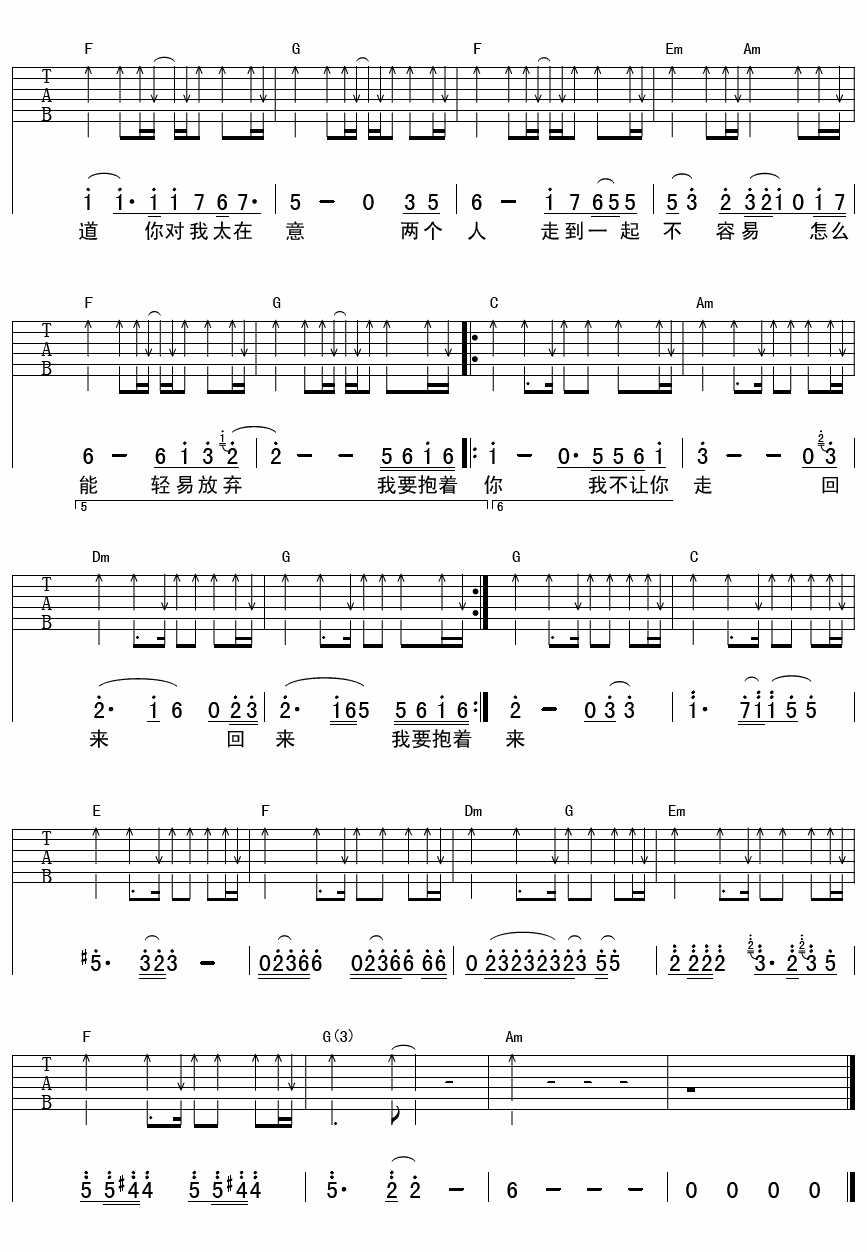 F G F Em Am
T A B
1 1· 1 1 7 6 7· 5 - 0 3 5 6 - 1 7 6 5 5 5 3 2 3 2 1 0 1 7
道 你对我太在 意 两个 人 走到一起 不 容易 怎么
F G C Am
T A B
6 - 6 1 3 1 2 2 - - 5 6 1 6 1 - 0· 5 5 6 1 3 - - 0 2 3
能 轻易放弃 我要抱着 你 我不让你 走 回
5 6
Dm G G C
T A B
2· 1 6 0 2 3 2· 1 6 5 5 6 1 6 2 - 0 3 3 1· 7 1 1 5 5
来 回 来 我要抱着 来
E F Dm G Em
T A B
#5· 3 2 3 - 0 2 3 6 6 0 2 3 6 6 6 6 0 2 3 2 3 2 3 2 3 5 5 2 2 2 2 2 3· 2 2 3 5
F G(3) Am
T A B
5 5 #4 4 5 5 #4 4 5· 2 2 - 6 - - - 0 0 0 0